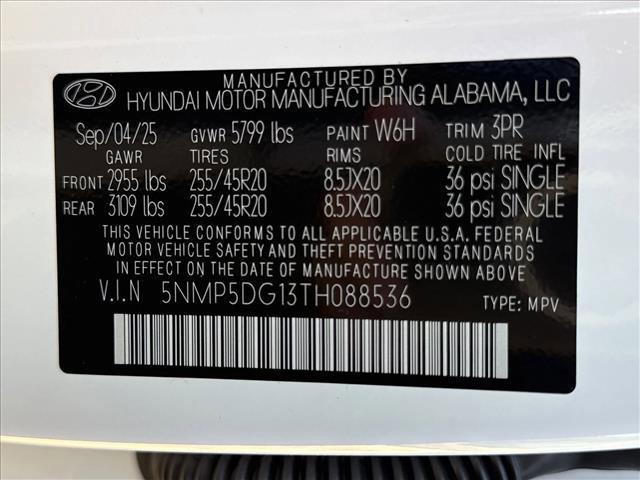 MANUFACTURED BY
HYUNDAI MOTOR MANUFACTURING ALABAMA, LLC
Sep/04/25 GVWR 5799 lbs PAINT W6H TRIM 3PR
GAWR TIRES RIMS COLD TIRE INFL
FRONT 2955 lbs 255/45R20 8.5JX20 36 psi SINGLE
REAR 3109 lbs 255/45R20 8.5JX20 36 psi SINGLE
THIS VEHICLE CONFORMS TO ALL APPLICABLE U.S.A. FEDERAL
MOTOR VEHICLE SAFETY AND THEFT PREVENTION STANDARDS
IN EFFECT ON THE DATE OF MANUFACTURE SHOWN ABOVE.
V.I.N 5NMP5DG13TH088536 TYPE: MPV